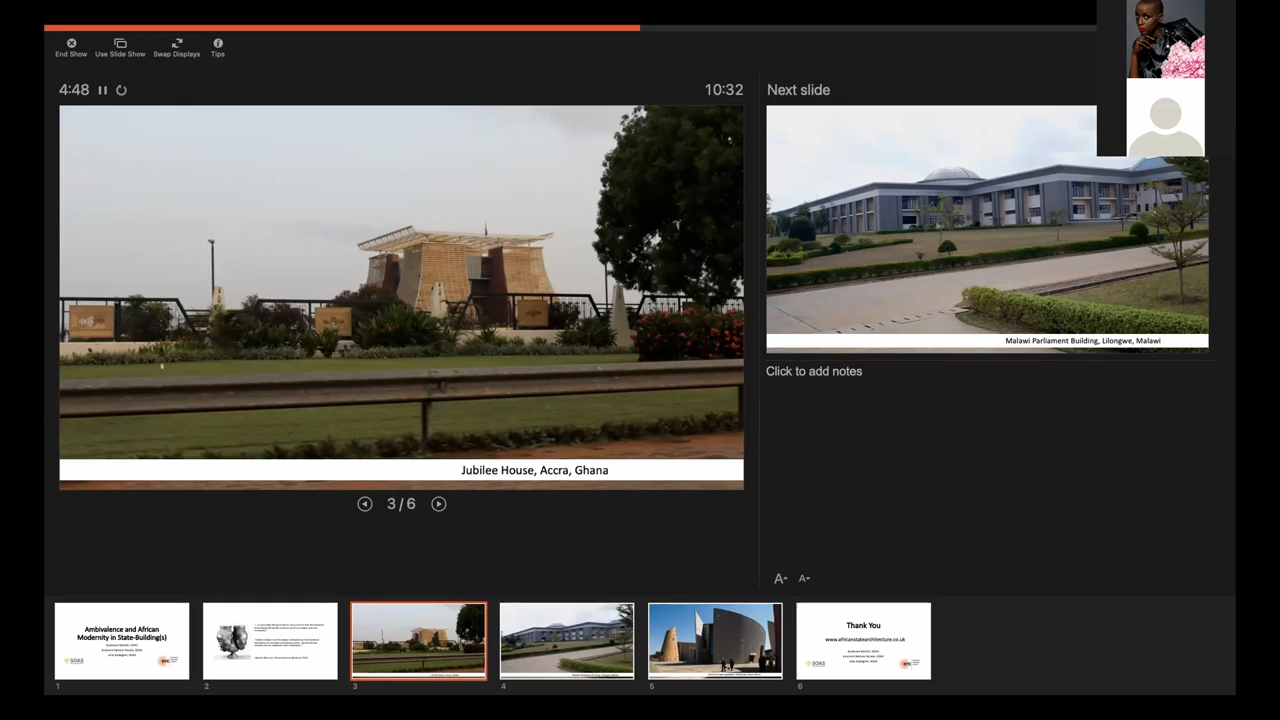 End Show
Use Slide Show
Swap Displays
Tips
4:48
10:32
Next slide
Malawi Parliament Building, Lilongwe, Malawi
Click to add notes
Jubilee House, Accra, Ghana
3/6
A
A
Ambivalence and African
Modernity in State-Building(s)
SOAS
erc
Thank You
www.africanstatearchitecture.co.uk
SOAS
erc
1
2
3
4
5
6